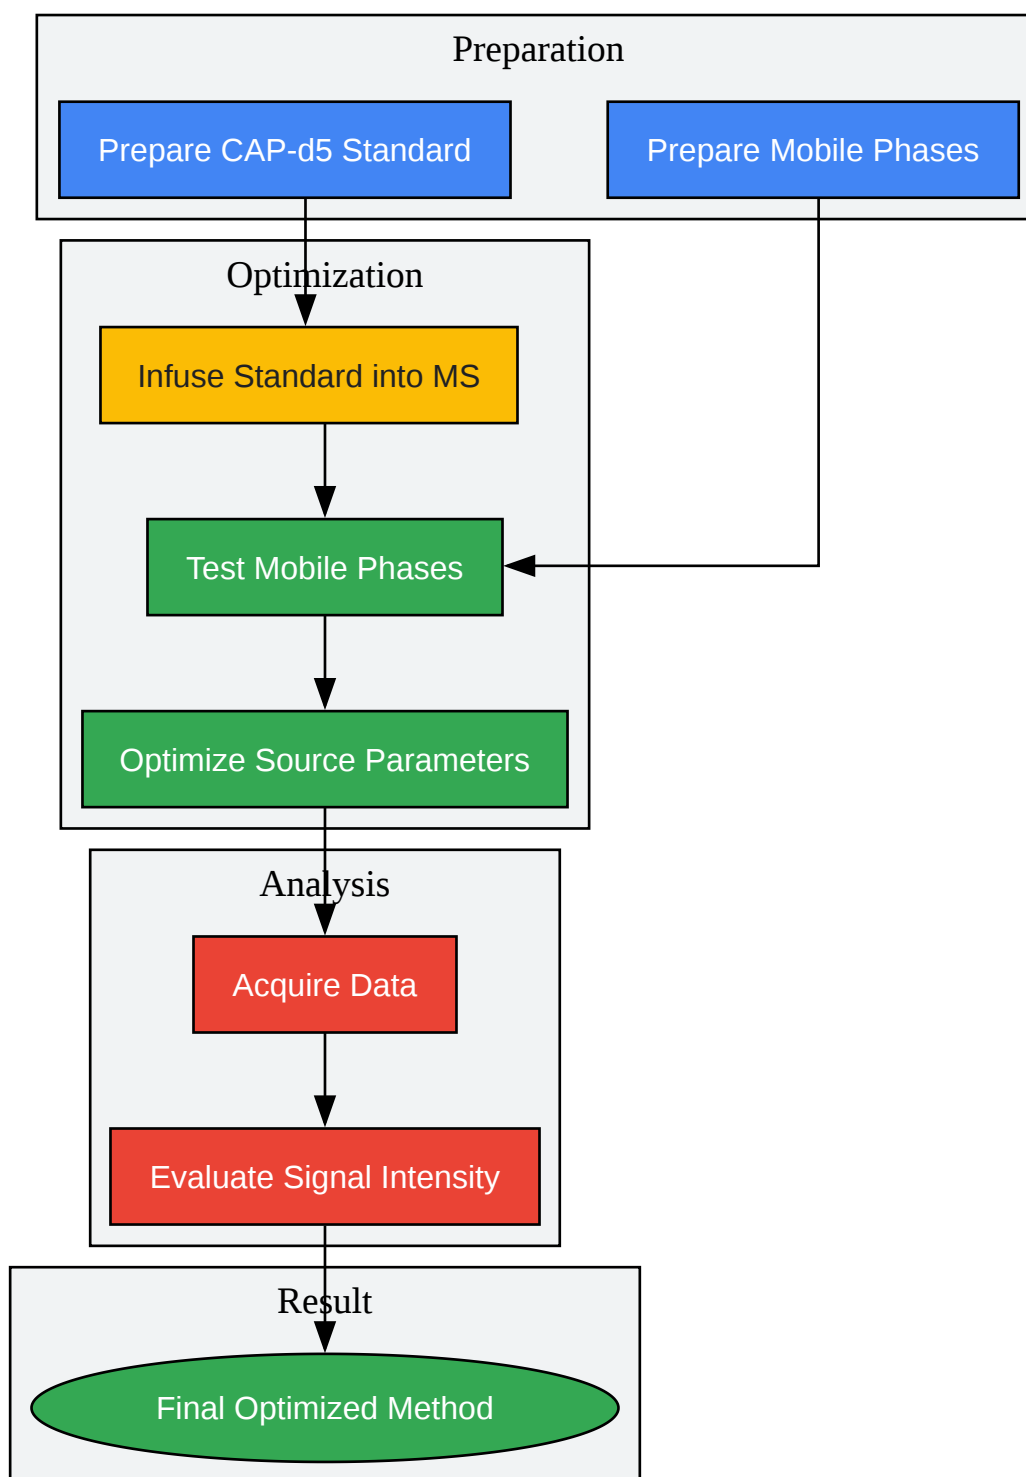 Preparation
Prepare CAP-d5 Standard
Prepare Mobile Phases
Optimization
Infuse Standard into MS
Test Mobile Phases
Optimize Source Parameters
Analysis
Acquire Data
Evaluate Signal Intensity
Result
Final Optimized Method